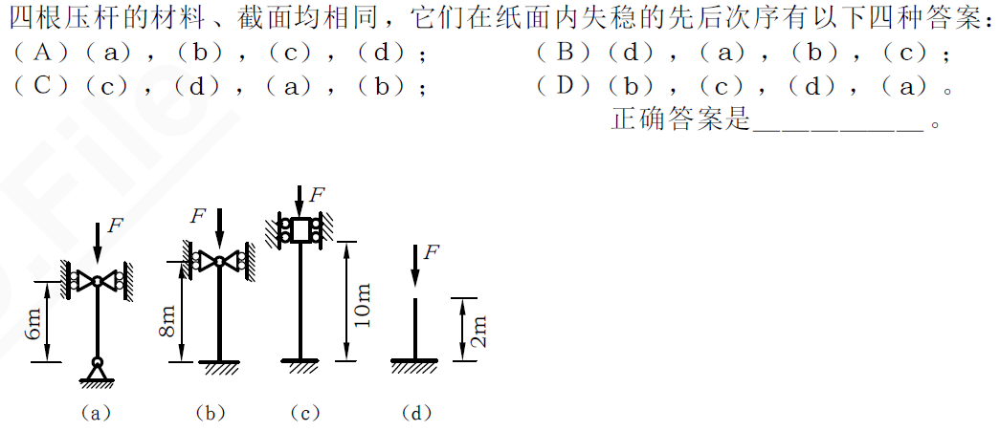 四根压杆的材料、截面均相同，它们在纸面内失稳的先后次序有以下四种答案：
（A）（a），（b），（c），（d）； （B）（d），（a），（b），（c）；
（C）（c），（d），（a），（b）； （D）（b），（c），（d），（a）。
正确答案是__________。
F F F F
6m 8m 10m 2m
（a） （b） （c） （d）